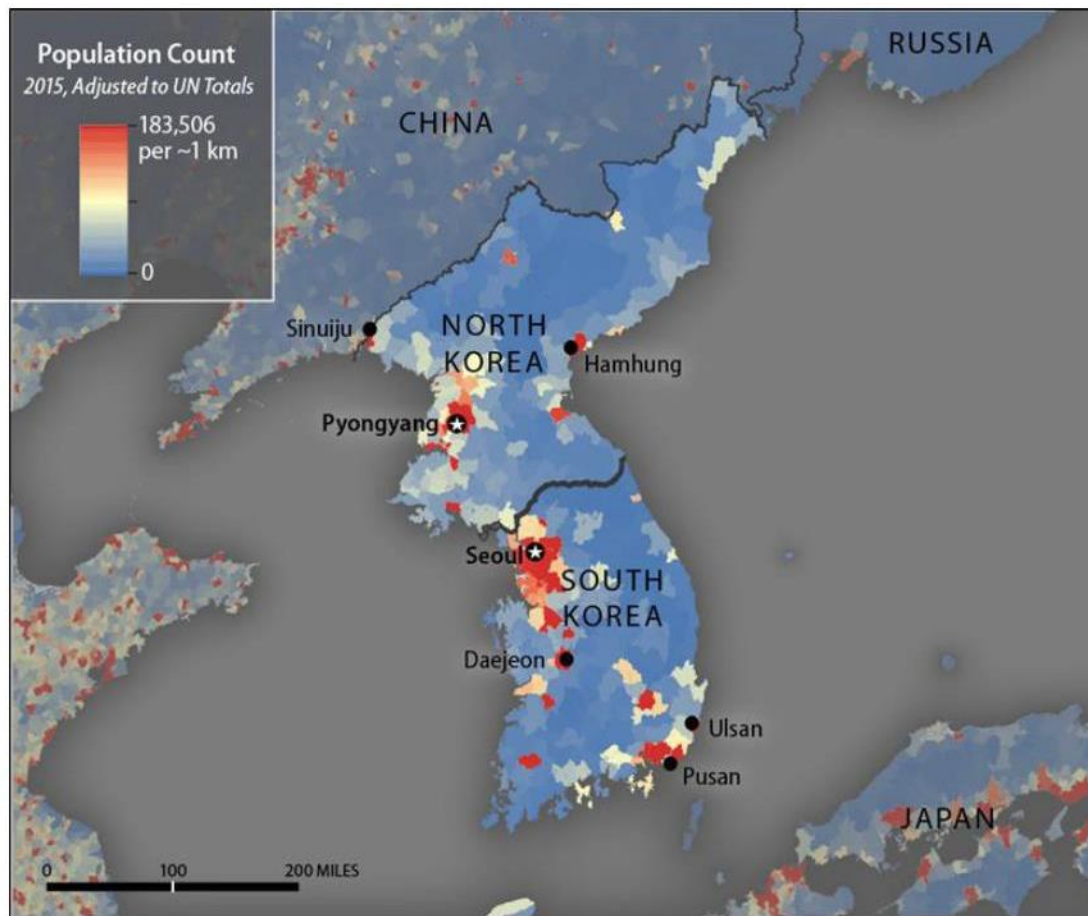 Population Count
2015, Adjusted to UN Totals
183,506
per ~1 km
0
RUSSIA
CHINA
Sinuiju
NORTH
KOREA
Hamhung
Pyongyang
Seoul
SOUTH
KOREA
Daejeon
Ulsan
Pusan
JAPAN
0 100 200 MILES